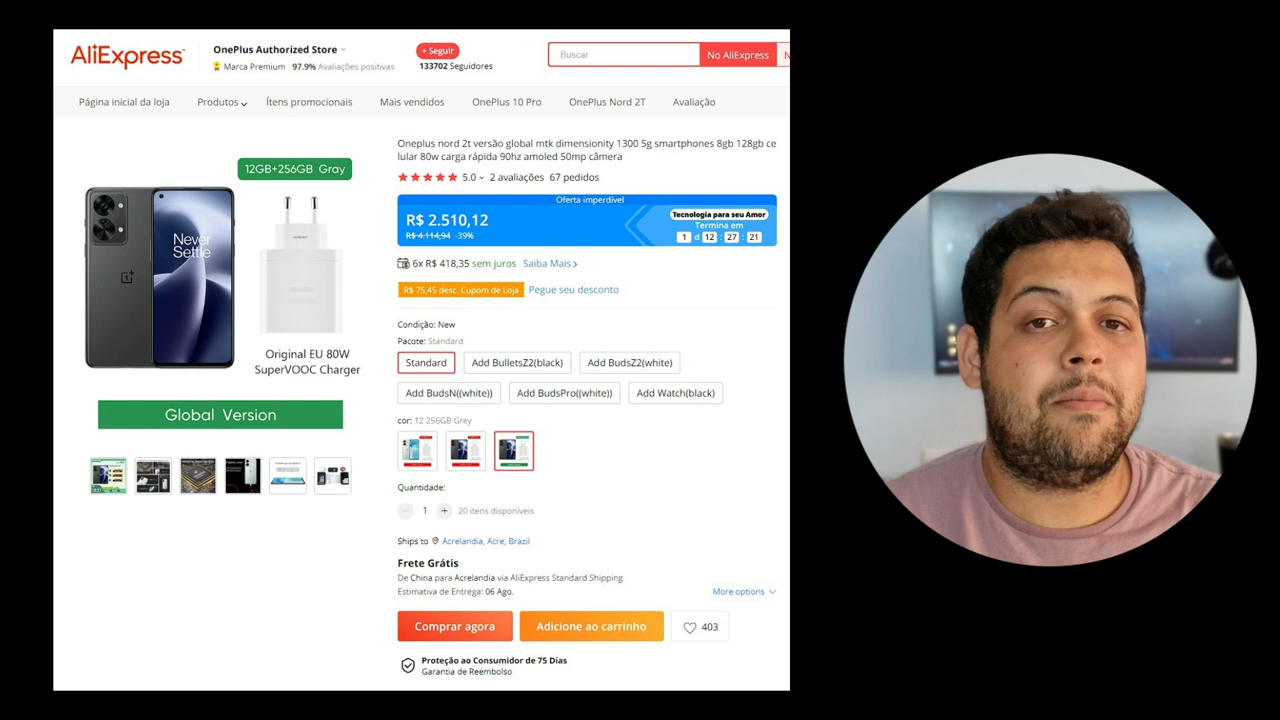 AliExpress™
OnePlus Authorized Store
Marca Premium 97.9% Avaliações positivas
+ Seguir
133702 Seguidores
Buscar
No AliExpress
N
Página inicial da loja Produtos Ítens promocionais Mais vendidos OnePlus 10 Pro OnePlus Nord 2T Avaliação
12GB+256GB Gray
Never
Settle
Original EU 80W
SuperVOOC Charger
Global Version
Oneplus nord 2t versão global mtk dimensionity 1300 5g smartphones 8gb 128gb ce
lular 80w carga rápida 90hz amoled 50mp câmera
5.0 2 avaliações 67 pedidos
Oferta imperdível
R$ 2.510,12
R$ 4.114,94 -39%
Tecnologia para seu Amor
Termina em
1 d 12 : 27 : 21
6x R$ 418,35 sem juros Saiba Mais
R$ 75,45 desc. Cupom de Loja Pegue seu desconto
Condição: New
Pacote: Standard
Standard Add BulletsZ2(black) Add BudsZ2(white)
Add BudsN((white)) Add BudsPro((white)) Add Watch(black)
cor: 12 256GB Grey
Quantidade:
1 + 20 itens disponíveis
Ships to Acrelandia, Acre, Brazil
Frete Grátis
De China para Acrelandia via AliExpress Standard Shipping
Estimativa de Entrega: 06 Ago.
More options
Comprar agora Adicione ao carrinho 403
Proteção ao Consumidor de 75 Dias
Garantia de Reembolso